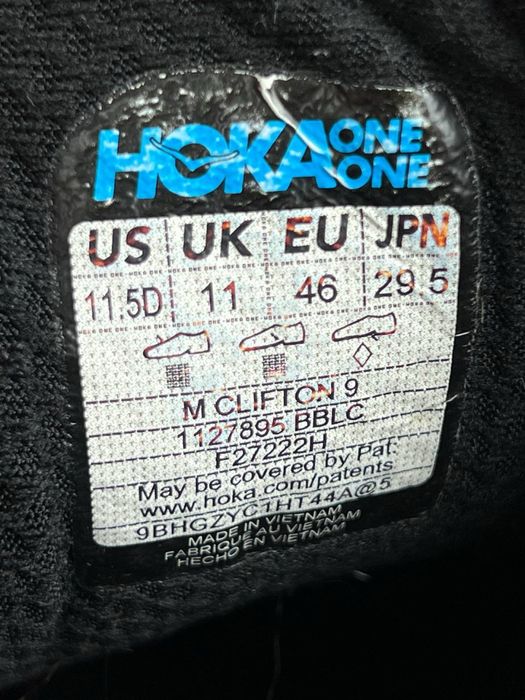 HOKA ONE ONE
US UK EU JPN
11.5D 11 46 29.5
M CLIFTON 9
1127895 BBLC
F27222H
May be covered by Pat.
www.hoka.com/patents
9BHGZYC1HT44A@5
MADE IN VIETNAM
FABRIQUÉ AU VIETNAM
HECHO EN VIETNAM